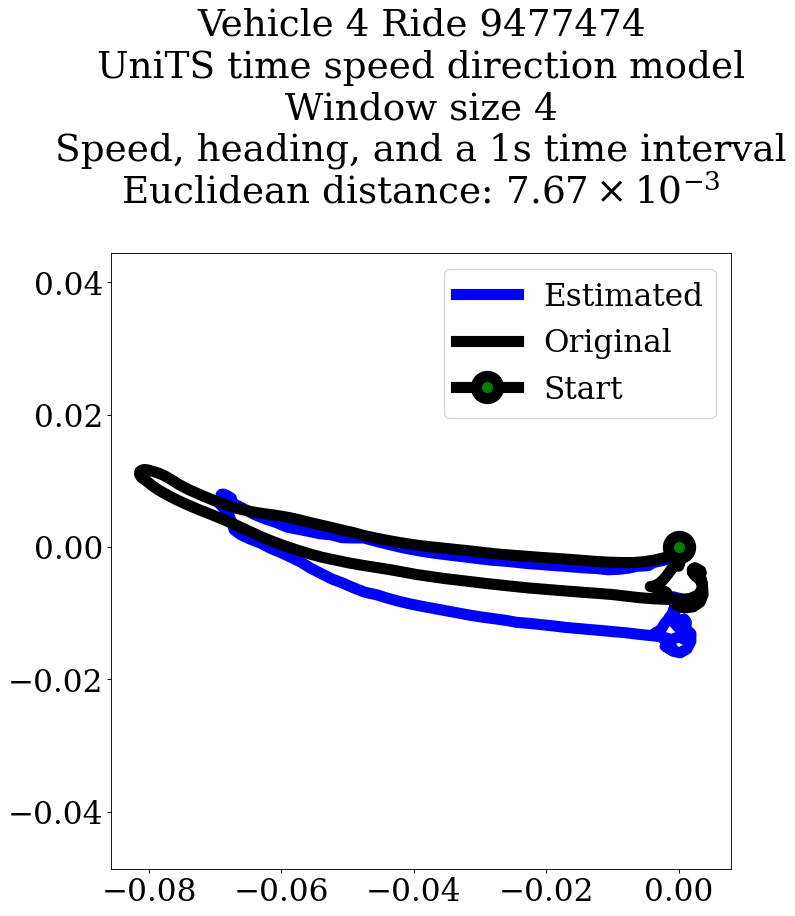 Vehicle 4 Ride 9477474
UniTS time speed direction model
Window size 4
Speed, heading, and a 1s time interval
Euclidean distance: 7.67 × 10⁻³
Estimated
Original
Start
0.04
0.02
0.00
−0.02
−0.04
−0.08 −0.06 −0.04 −0.02 0.00